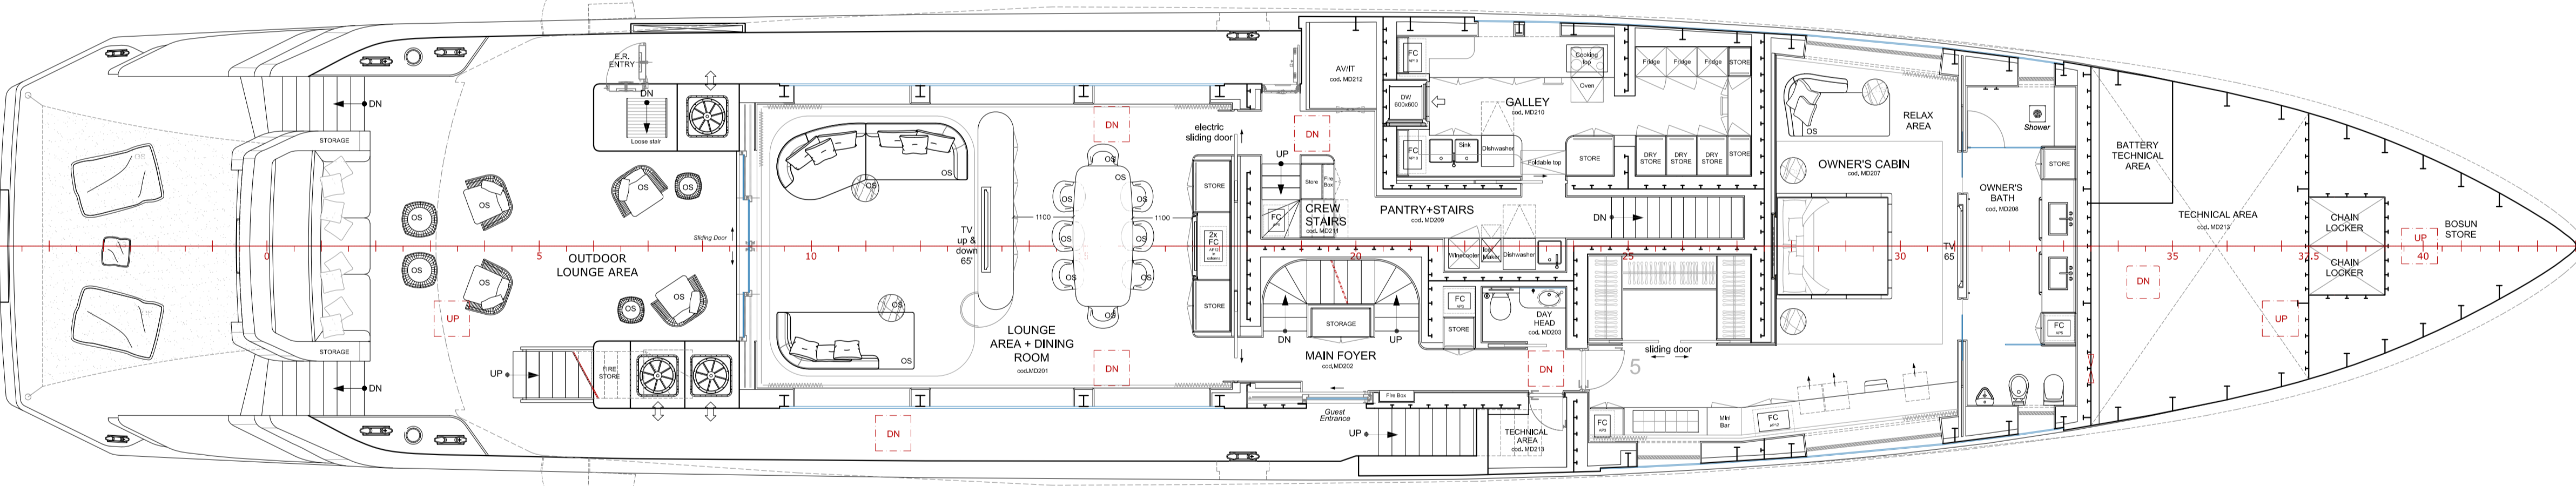 E.R.
ENTRY
DN
DN
Loose stair
STORAGE
OS
OS
OS
OS
OS
OS
OS
OS
OS
0
5
OUTDOOR
LOUNGE AREA
Sliding Door
UP
STORAGE
DN
UP
FIRE
STORE
10
OS
OS
OS
OS
TV
up &
down
65'
1100
1100
DN
OS
OS
OS
OS
OS
OS
OS
OS
OS
LOUNGE
AREA + DINING
ROOM
cod.MD201
DN
DN
electric
sliding door
STORE
2x
FC
STORE
AV/IT
cod. MD212
DN
UP
Store
Fire
Box
FC
CREW
STAIRS
cod. MD211
20
DN
STORAGE
UP
MAIN FOYER
cod. MD202
Guest
Entrance
Fire Box
UP
FC
AP12
DW
600x600
FC
AP12
Cooking
top
Oven
GALLEY
cod. MD210
Sink
Dishwasher
Foldable top
Fridge
Fridge
Fridge
STORE
STORE
DRY
STORE
DRY
STORE
DRY
STORE
STORE
PANTRY+STAIRS
cod. MD209
DN
Winecooler
Ice
Maker
Dishwasher
25
FC
STORE
DAY
HEAD
cod. MD203
DN
5
sliding door
TECHNICAL
AREA
cod. MD213
FC
Mini
Bar
FC
AP12
OS
RELAX
AREA
OWNER'S CABIN
cod. MD207
30
TV
65
Shower
STORE
OWNER'S
BATH
cod. MD208
FC
BATTERY
TECHNICAL
AREA
TECHNICAL AREA
cod. MD213
35
DN
UP
CHAIN
LOCKER
37.5
CHAIN
LOCKER
UP
40
BOSUN
STORE